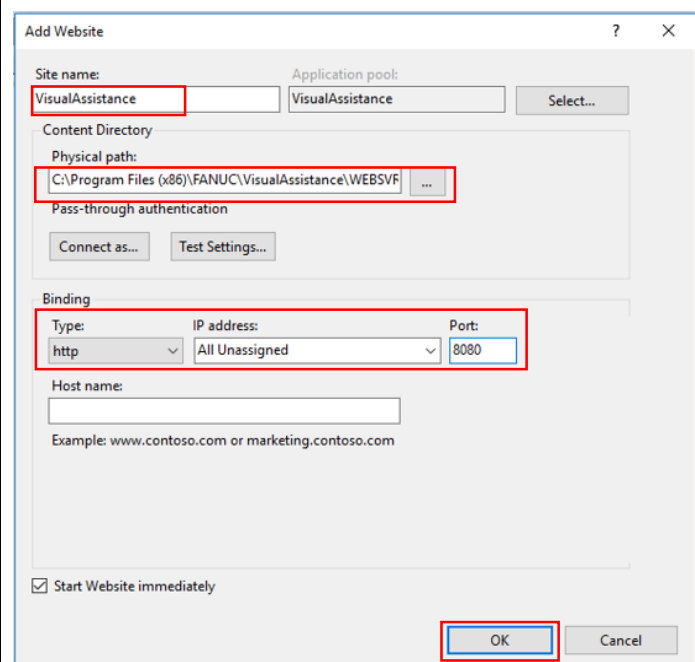 Add Website
? ×
Site name: Application pool:
VisualAssistance VisualAssistance Select...
Content Directory
Physical path:
C:\Program Files (x86)\FANUC\VisualAssistance\WEBSVR ...
Pass-through authentication
Connect as... Test Settings...
Binding
Type: IP address: Port:
http All Unassigned 8080
Host name:
Example: www.contoso.com or marketing.contoso.com
Start Website immediately
OK Cancel